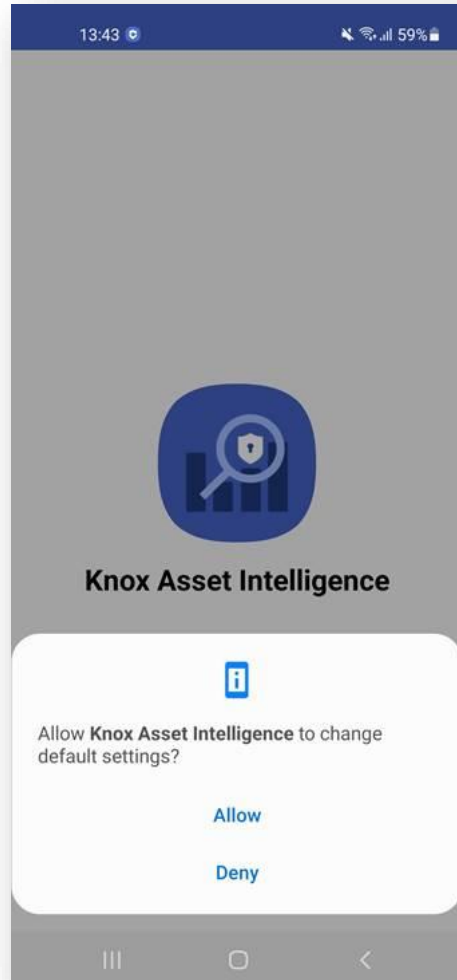 13:43
59%
Knox Asset Intelligence
Allow Knox Asset Intelligence to change
default settings?
Allow
Deny